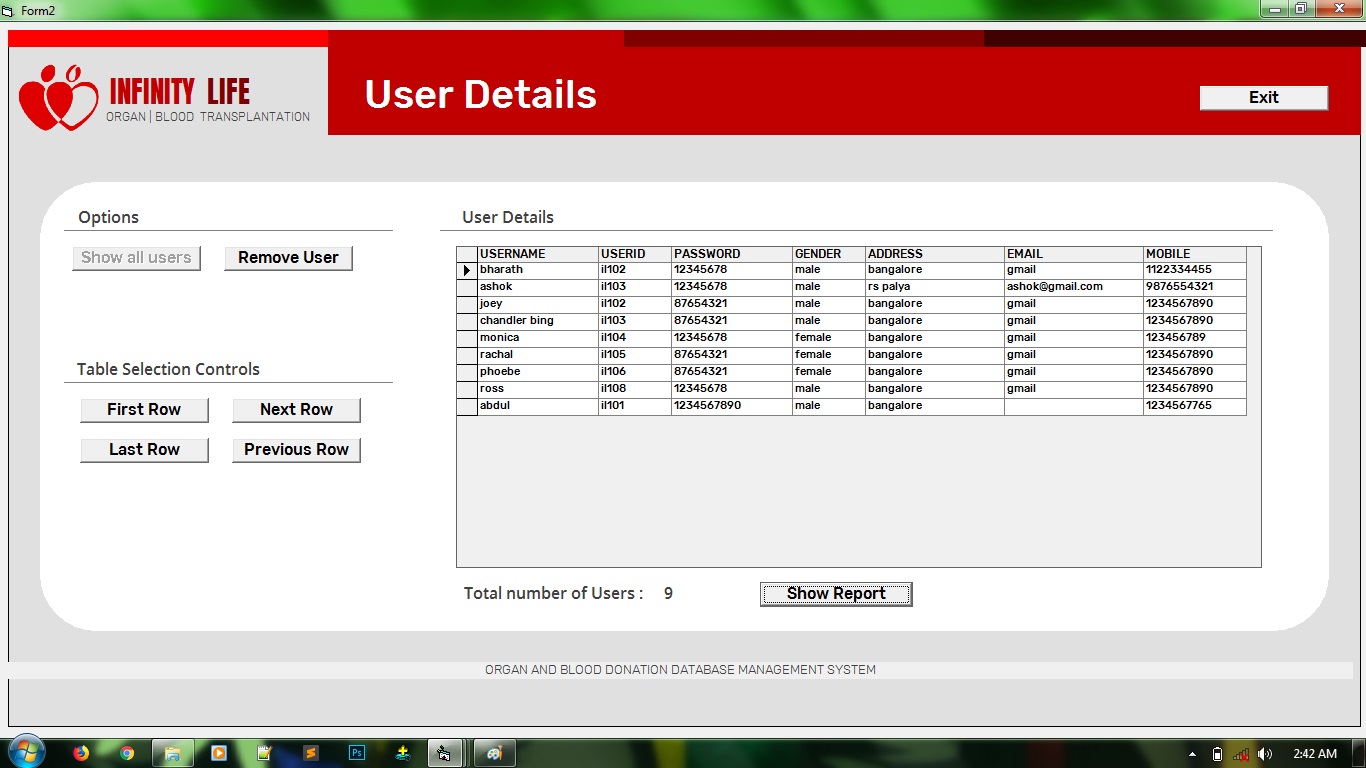 Form2
INFINITY LIFE
ORGAN | BLOOD TRANSPLANTATION
User Details
Exit
Options
Show all users
Remove User
Table Selection Controls
First Row
Next Row
Last Row
Previous Row
User Details
USERNAME USERID PASSWORD GENDER ADDRESS EMAIL MOBILE
bharath il102 12345678 male bangalore gmail 1122334455
ashok il103 12345678 male rs palya ashok@gmail.com 9876554321
joey il102 87654321 male bangalore gmail 1234567890
chandler bing il103 87654321 male bangalore gmail 1234567890
monica il104 12345678 female bangalore gmail 123456789
rachal il105 87654321 female bangalore gmail 1234567890
phoebe il106 87654321 female bangalore gmail 1234567890
ross il108 12345678 male bangalore gmail 1234567890
abdul il101 1234567890 male bangalore 1234567765
Total number of Users : 9
Show Report
ORGAN AND BLOOD DONATION DATABASE MANAGEMENT SYSTEM
Ps
2:42 AM